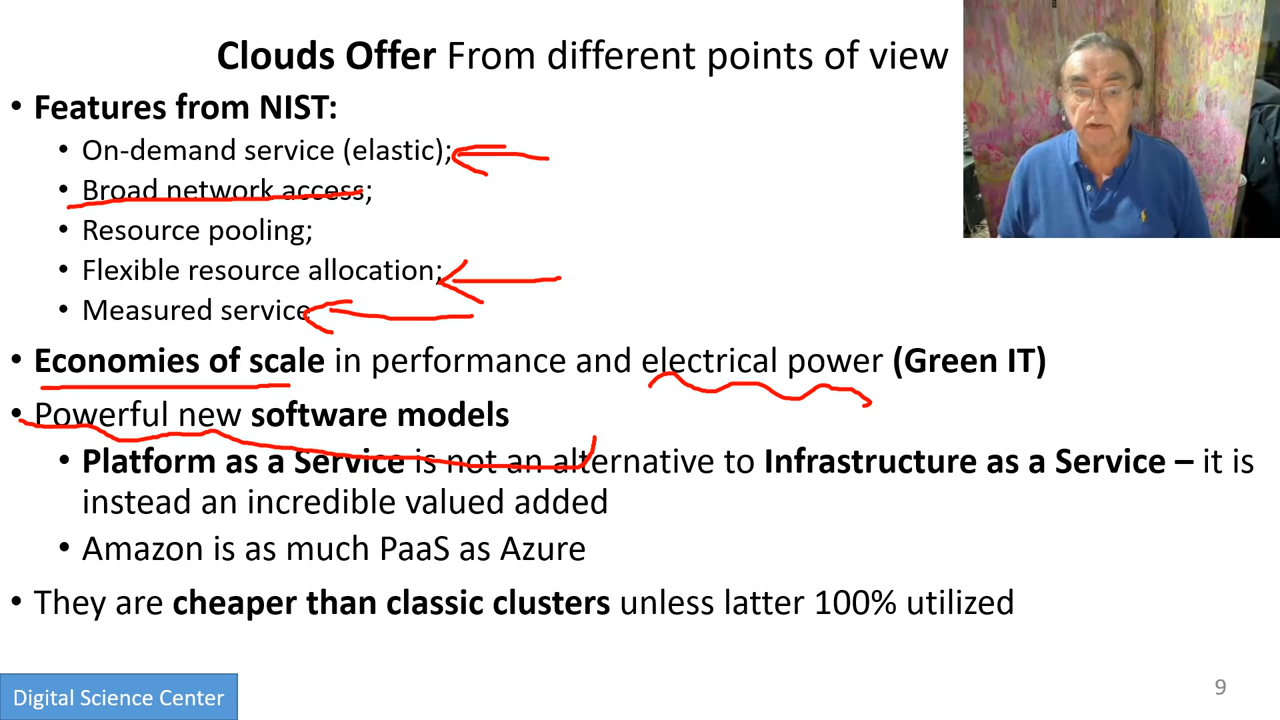 Clouds Offer From different points of view
• Features from NIST:
• On-demand service (elastic);
• Broad network access;
• Resource pooling;
• Flexible resource allocation;
• Measured service
• Economies of scale in performance and electrical power (Green IT)
• Powerful new software models
• Platform as a Service is not an alternative to Infrastructure as a Service – it is
instead an incredible valued added
• Amazon is as much PaaS as Azure
• They are cheaper than classic clusters unless latter 100% utilized
Digital Science Center
9